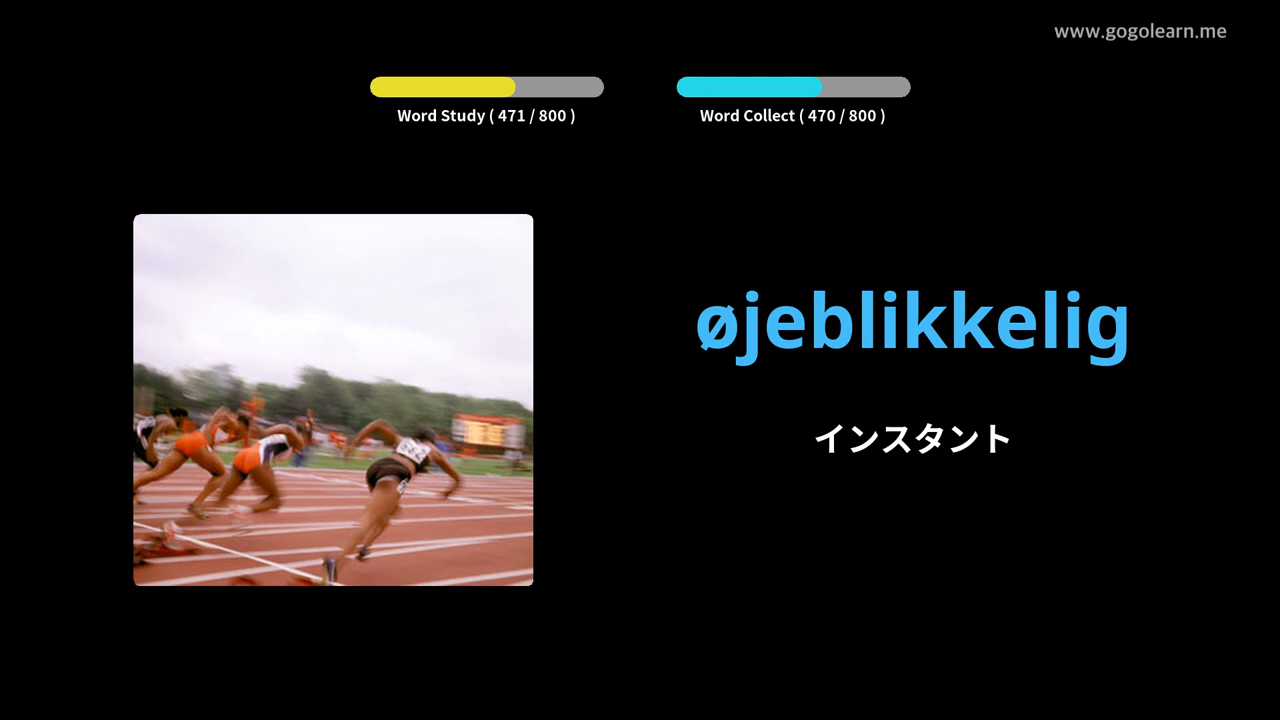 www.gogolearn.me
Word Study ( 471 / 800 )
Word Collect ( 470 / 800 )
øjeblikkelig
インスタント